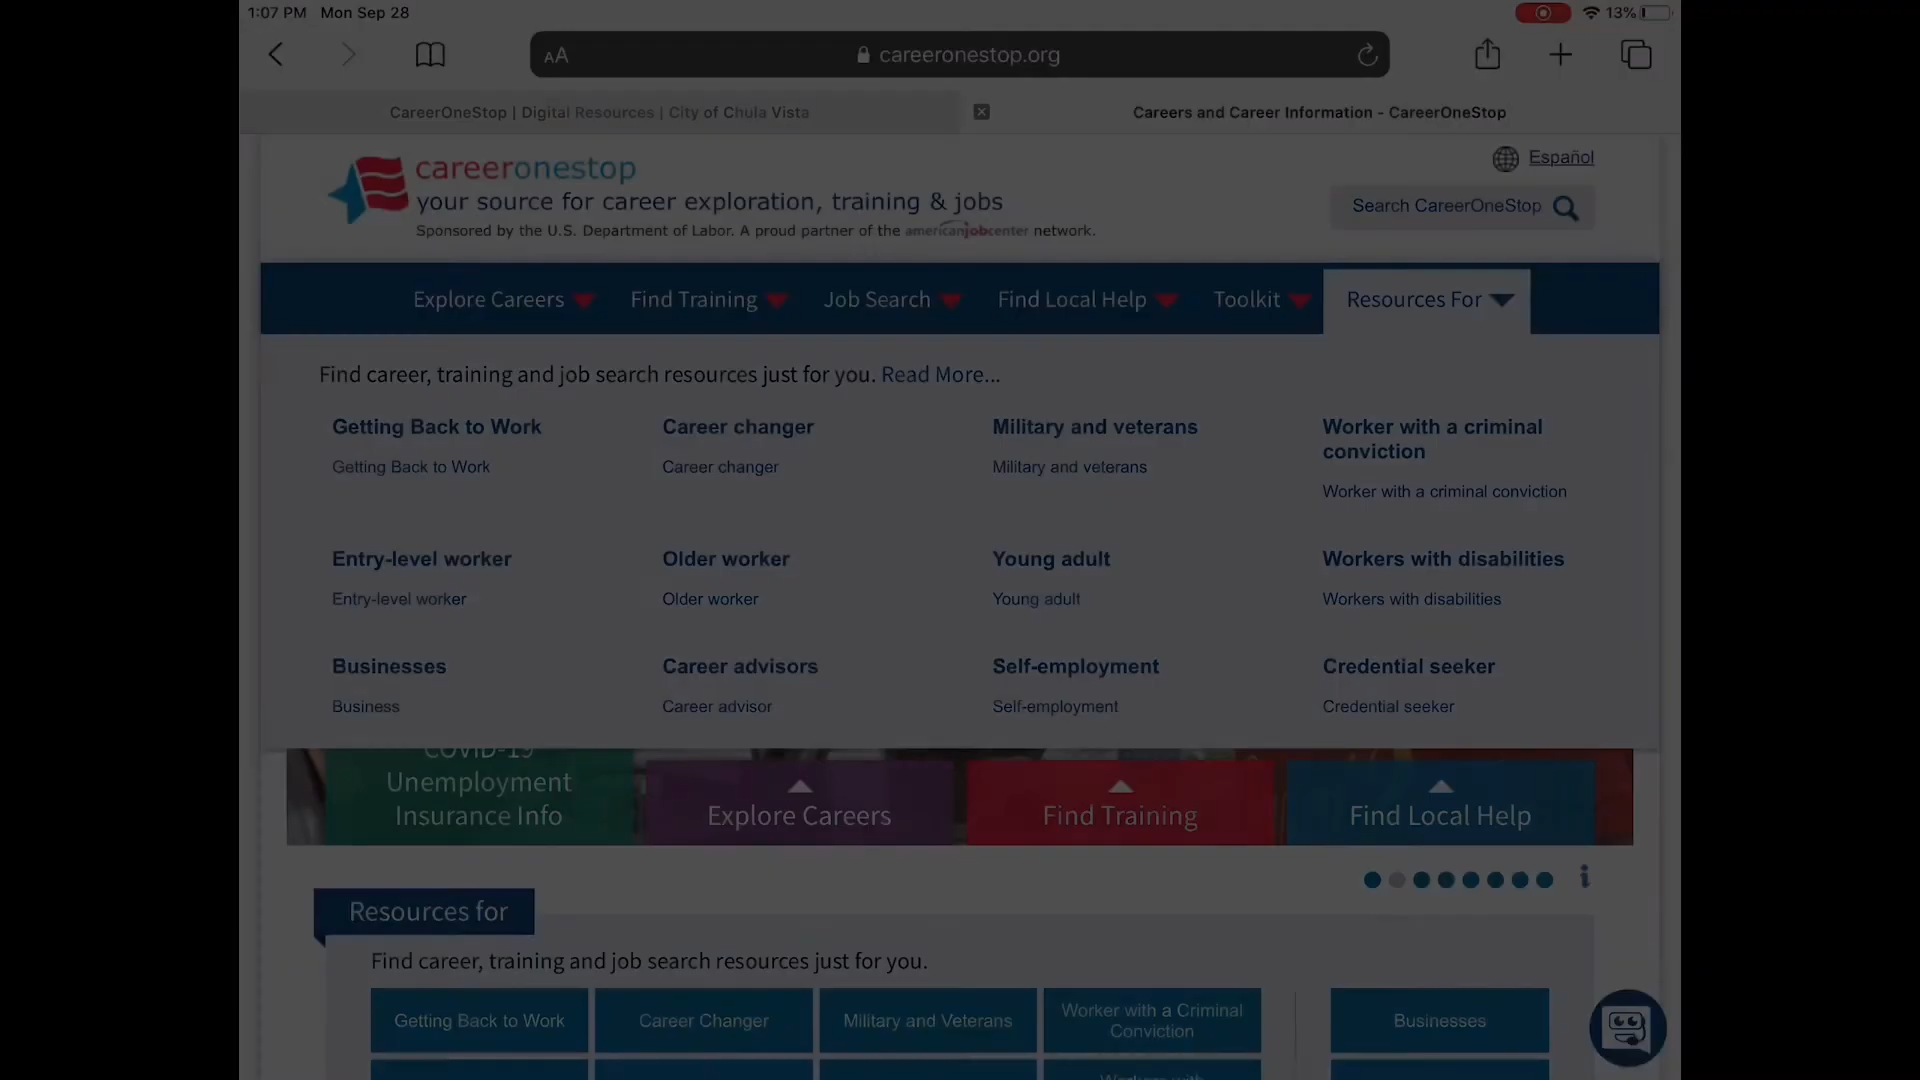 1:07 PM Mon Sep 28
13%
AA
careeronestop.org
CareerOneStop | Digital Resources | City of Chula Vista
Careers and Career Information - CareerOneStop
careeronestop
your source for career exploration, training & jobs
Sponsored by the U.S. Department of Labor. A proud partner of the americanjobcenter network.
Español
Search CareerOneStop
Explore Careers Find Training Job Search Find Local Help Toolkit Resources For
Find career, training and job search resources just for you. Read More...
Getting Back to Work
Getting Back to Work
Career changer
Career changer
Military and veterans
Military and veterans
Worker with a criminal
conviction
Worker with a criminal conviction
Entry-level worker
Entry-level worker
Older worker
Older worker
Young adult
Young adult
Workers with disabilities
Workers with disabilities
Businesses
Business
Career advisors
Career advisor
Self-employment
Self-employment
Credential seeker
Credential seeker
COVID-19
Unemployment
Insurance Info
Explore Careers
Find Training
Find Local Help
i
Resources for
Find career, training and job search resources just for you.
Getting Back to Work
Career Changer
Military and Veterans
Worker with a Criminal
Conviction
Businesses
Workers with